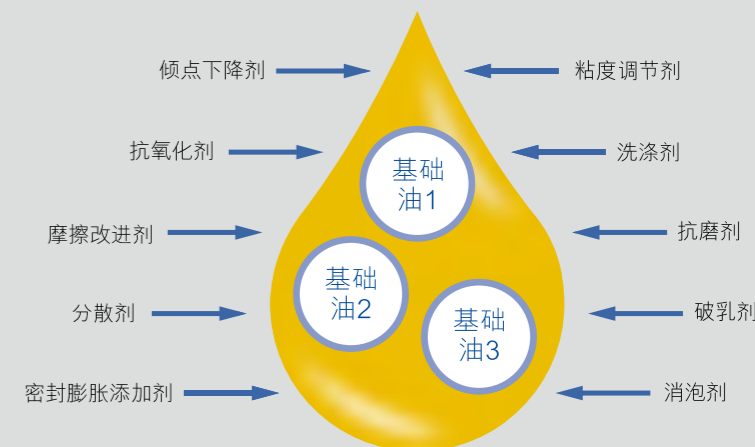 倾点下降剂
粘度调节剂
抗氧化剂
洗涤剂
基础
油1
摩擦改进剂
抗磨剂
基础
油2
分散剂
破乳剂
基础
油3
密封膨胀添加剂
消泡剂